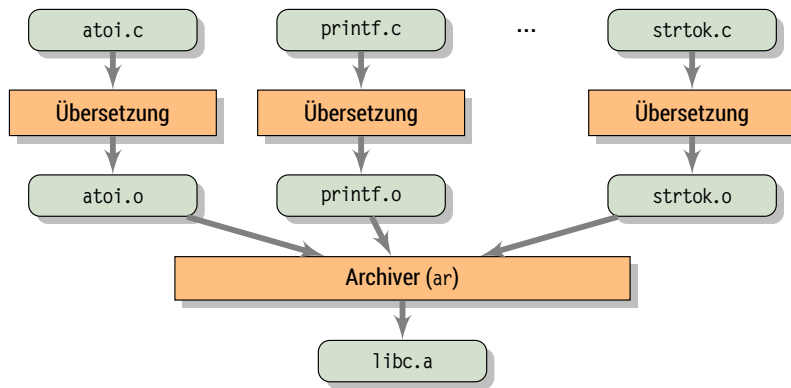 atoi.c printf.c ... strtok.c
Übersetzung Übersetzung Übersetzung
atoi.o printf.o strtok.o
Archiver (ar)
libc.a